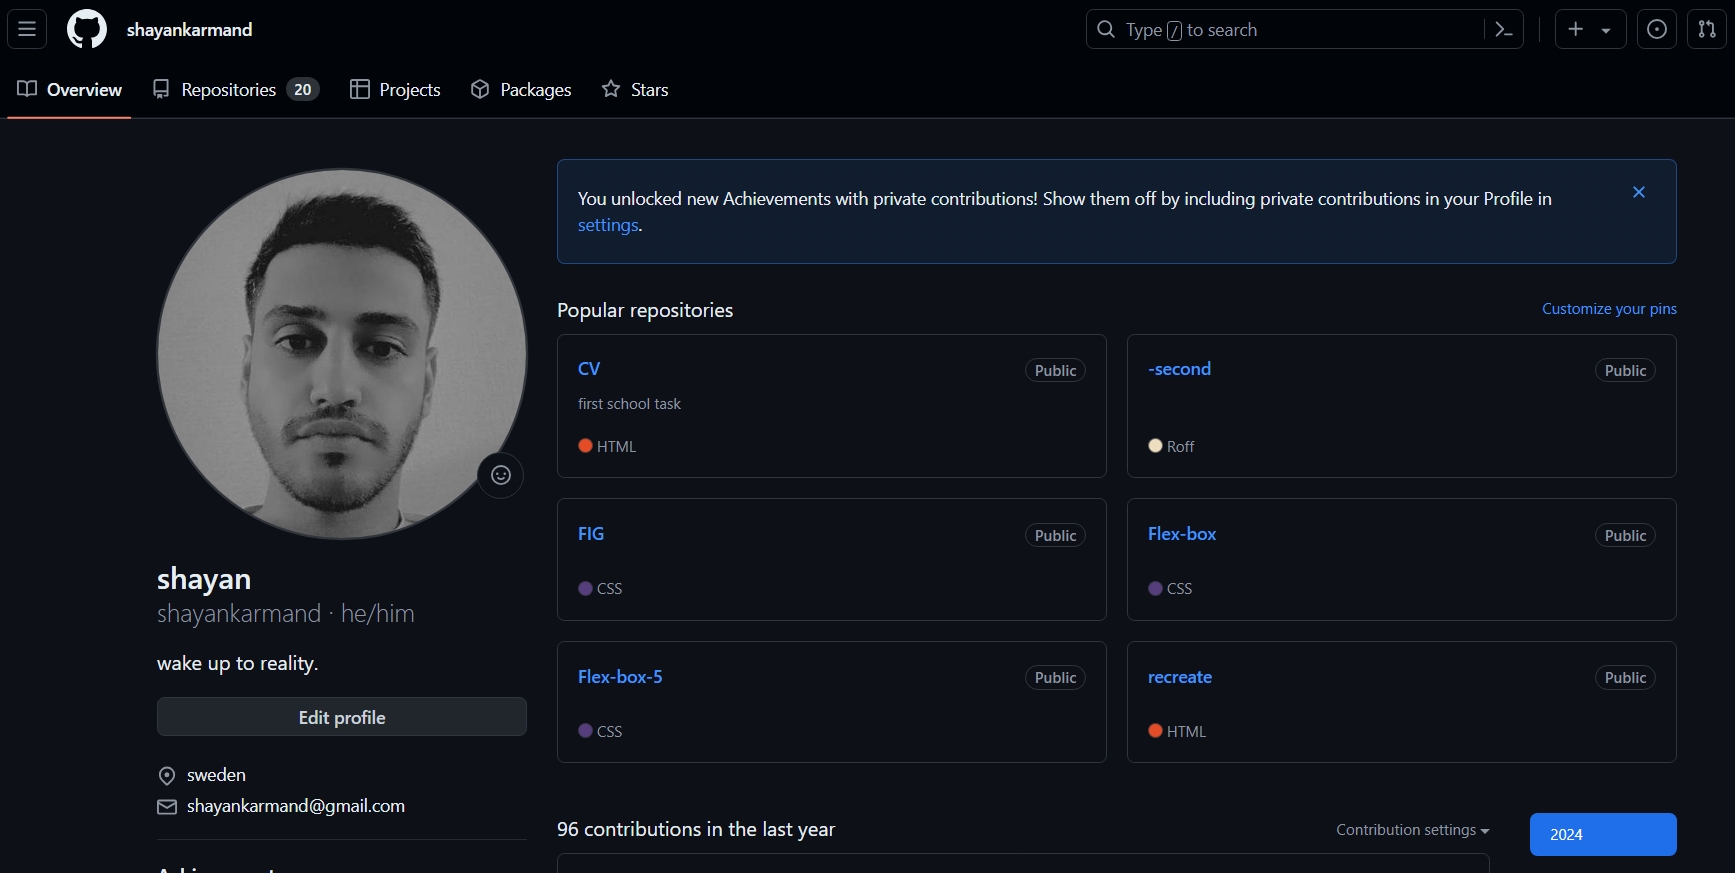 shayankarmand
Type / to search
Overview
Repositories 20
Projects
Packages
Stars
shayan
shayankarmand · he/him
wake up to reality.
Edit profile
sweden
shayankarmand@gmail.com
You unlocked new Achievements with private contributions! Show them off by including private contributions in your Profile in
settings.
Popular repositories
Customize your pins
CV
Public
first school task
HTML
-second
Public
Roff
FIG
Public
CSS
Flex-box
Public
CSS
Flex-box-5
Public
CSS
recreate
Public
HTML
96 contributions in the last year
Contribution settings
2024